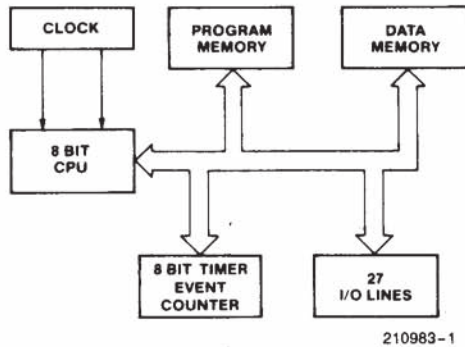 CLOCK
PROGRAM
MEMORY
DATA
MEMORY
8 BIT
CPU
8 BIT TIMER
EVENT
COUNTER
27
I/O LINES
210983-1